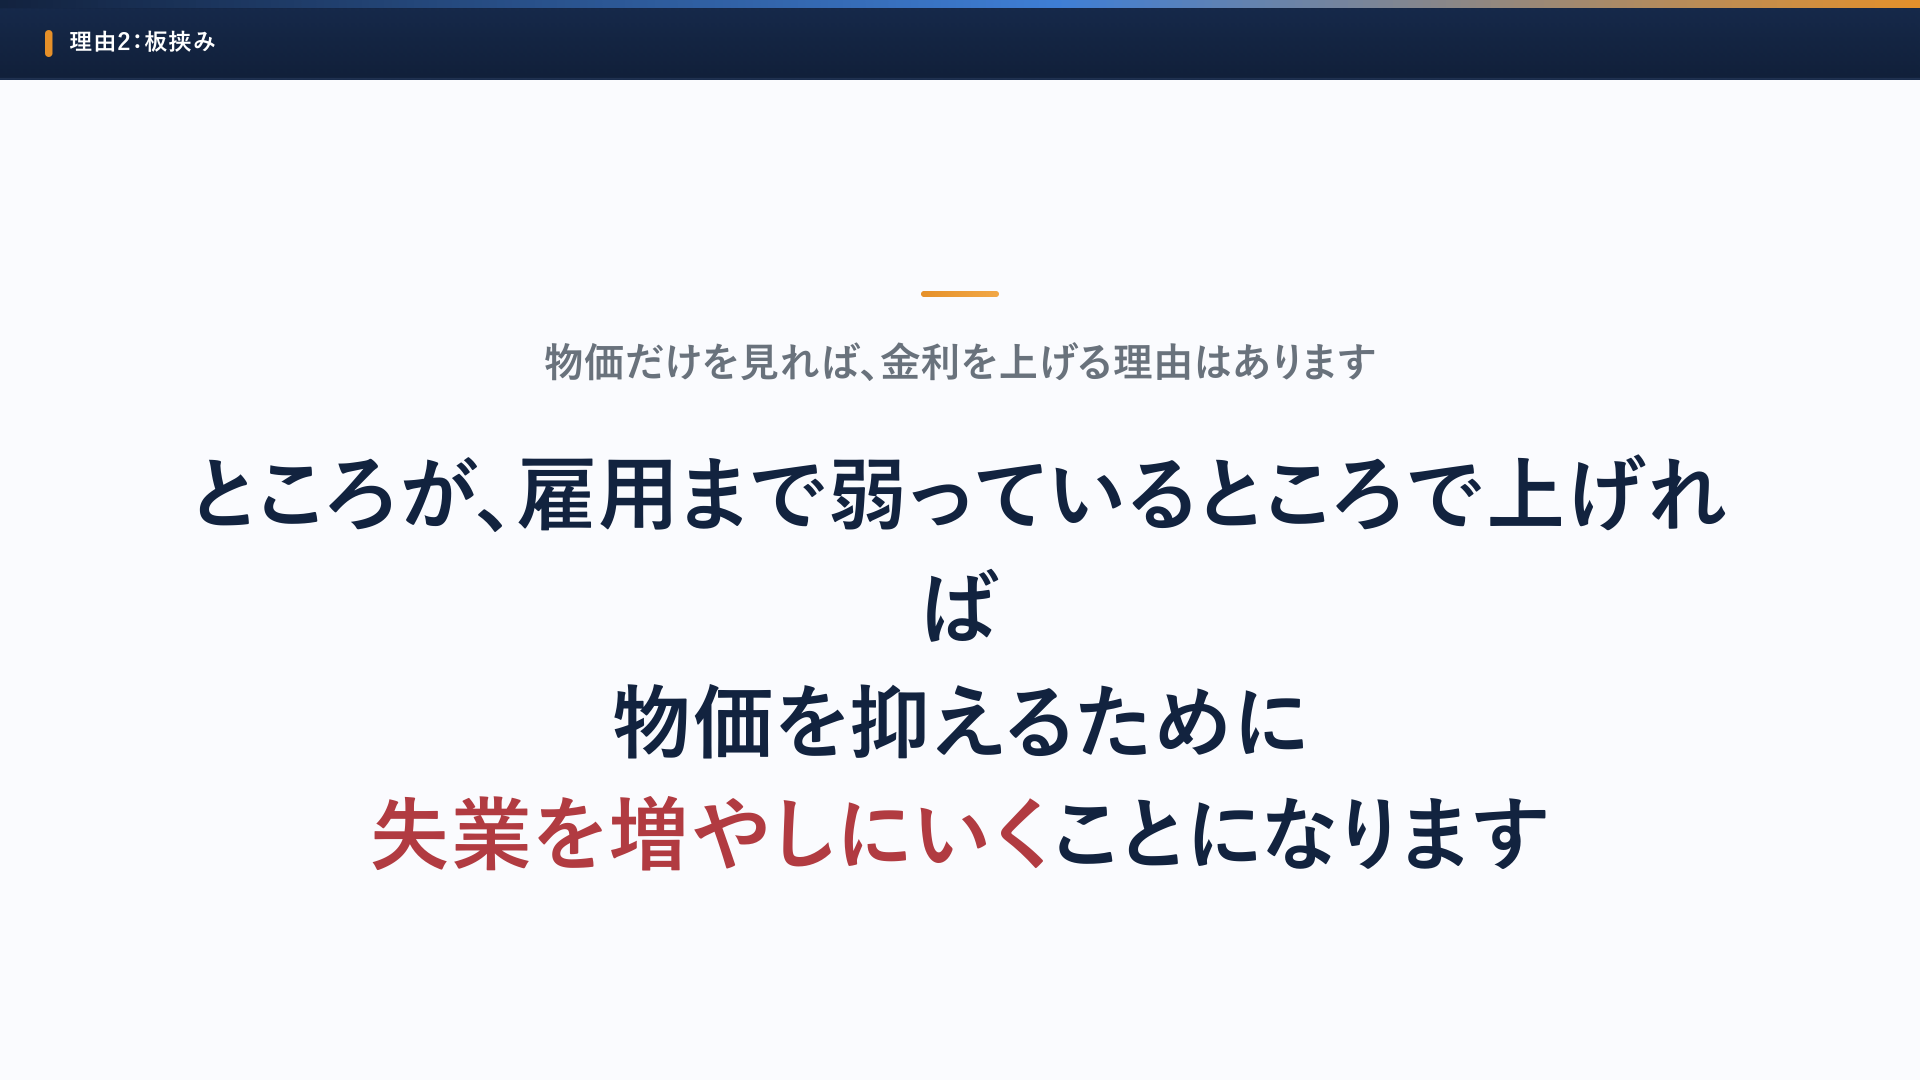 理由2：板挟み
物価だけを見れば、金利を上げる理由はあります
ところが、雇用まで弱っているところで上げれ
ば
物価を抑えるために
失業を増やしにいくことになります